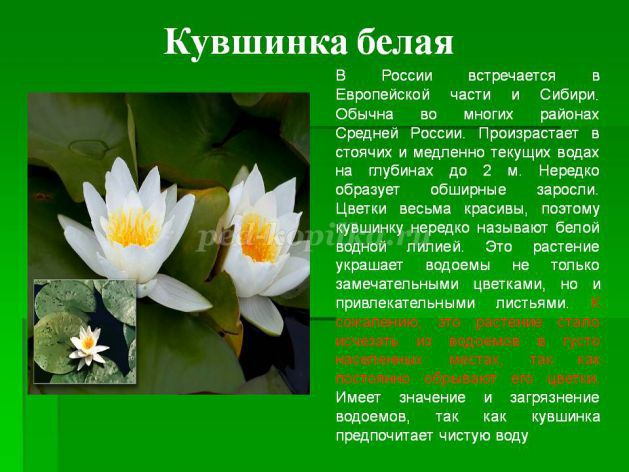 Кувшинка белая
В России встречается в
Европейской части и Сибири.
Обычна во многих районах
Средней России. Произрастает в
стоячих и медленно текущих водах
на глубинах до 2 м. Нередко
образует обширные заросли.
Цветки весьма красивы, поэтому
кувшинку нередко называют белой
водной лилией. Это растение
украшает водоемы не только
замечательными цветками, но и
привлекательными листьями. К
сожалению, это растение стало
исчезать из водоемов в густо
населенных местах, так как
постоянно обрывают его цветки.
Имеет значение и загрязнение
водоемов, так как кувшинка
предпочитает чистую воду
ped-kopilka.ru